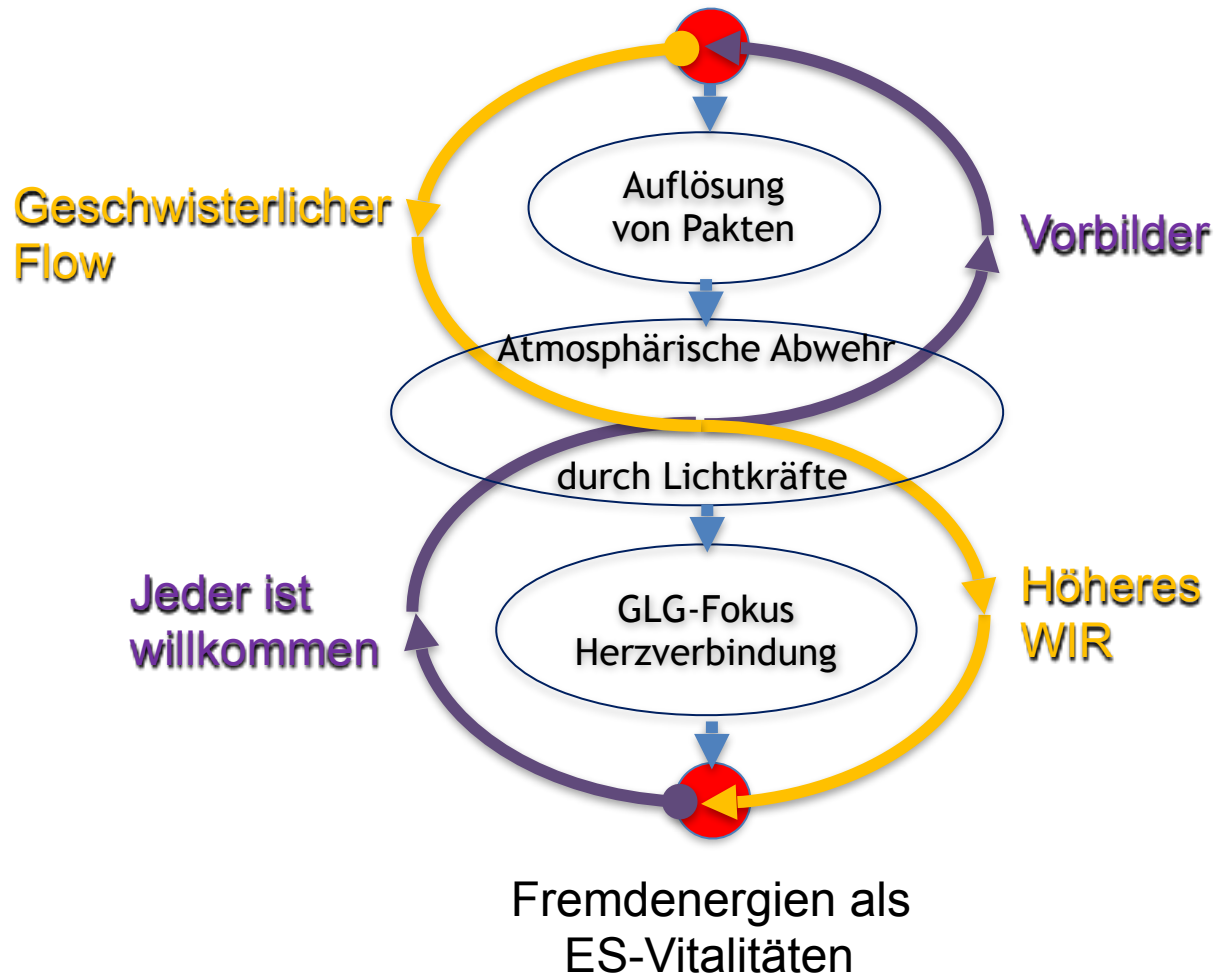 Auflösung
von Pakten
Geschwisterlicher
Flow
Vorbilder
Atmosphärische Abwehr
durch Lichtkräfte
Jeder ist
willkommen
GLG-Fokus
Herzverbindung
Höheres
WIR
Fremdenergien als
ES-Vitalitäten